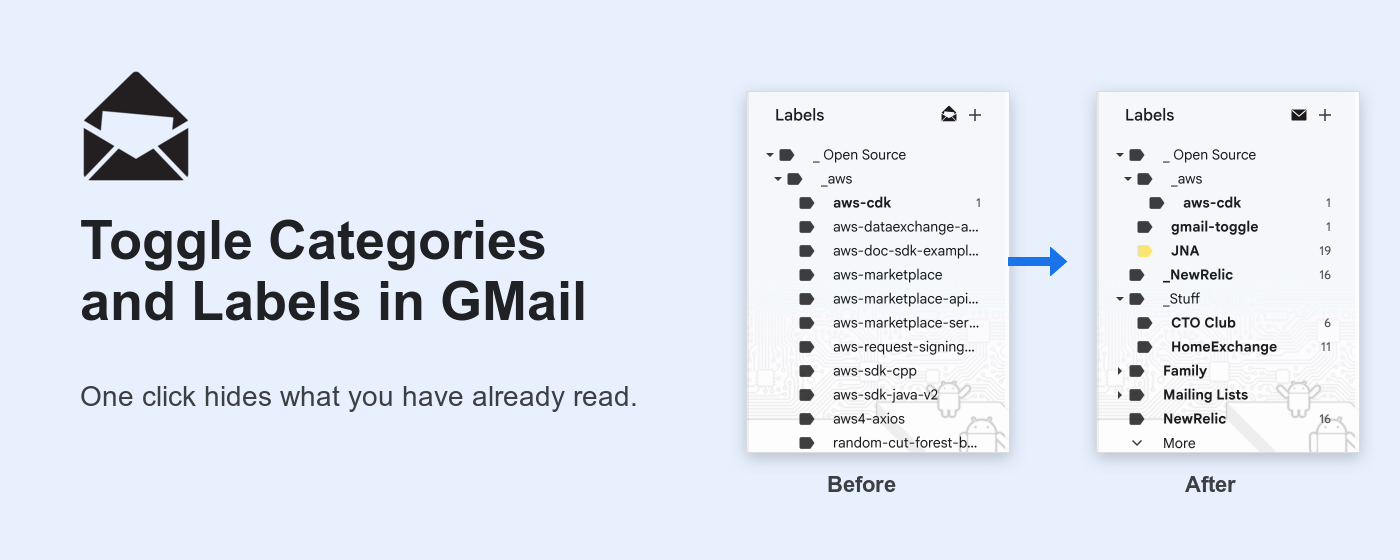 Toggle Categories
and Labels in GMail
One click hides what you have already read.
Labels
_ Open Source
_aws
aws-cdk 1
aws-dataexchange-a...
aws-doc-sdk-exampl...
aws-marketplace
aws-marketplace-api...
aws-marketplace-ser...
aws-request-signing...
aws-sdk-cpp
aws-sdk-java-v2
aws4-axios
random-cut-forest-b...
Before
Labels
_ Open Source
_aws
aws-cdk 1
gmail-toggle 1
JNA 19
_NewRelic 16
_Stuff
CTO Club 6
HomeExchange 11
Family
Mailing Lists
NewRelic 16
More
After